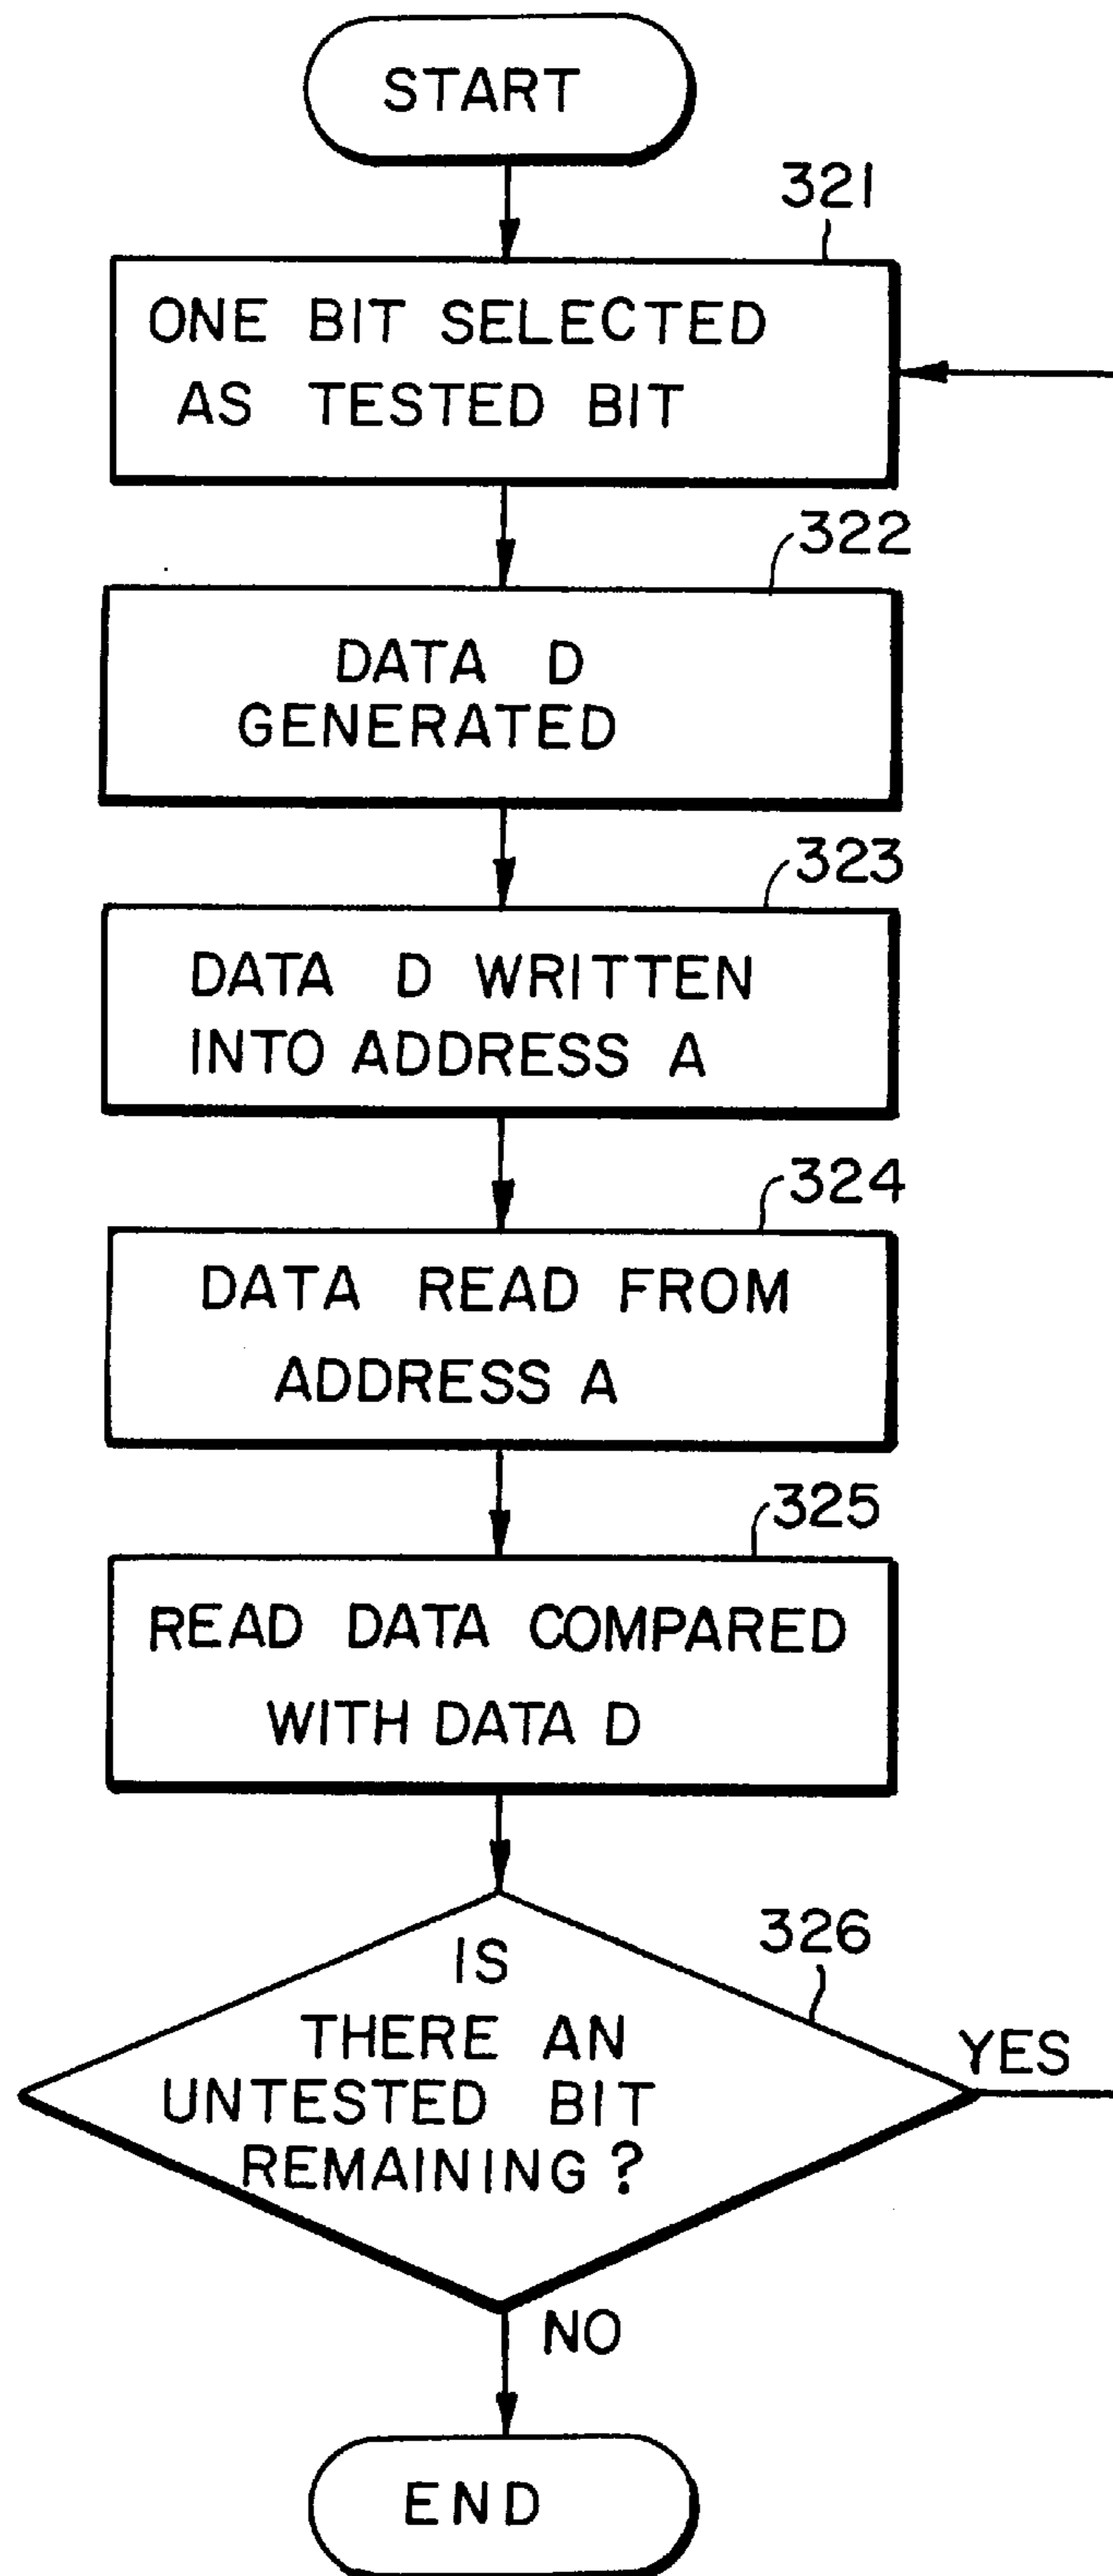 START
321
ONE BIT SELECTED
AS TESTED BIT
322
DATA D
GENERATED
323
DATA D WRITTEN
INTO ADDRESS A
324
DATA READ FROM
ADDRESS A
325
READ DATA COMPARED
WITH DATA D
326
IS
THERE AN
UNTESTED BIT
REMAINING?
YES
NO
END